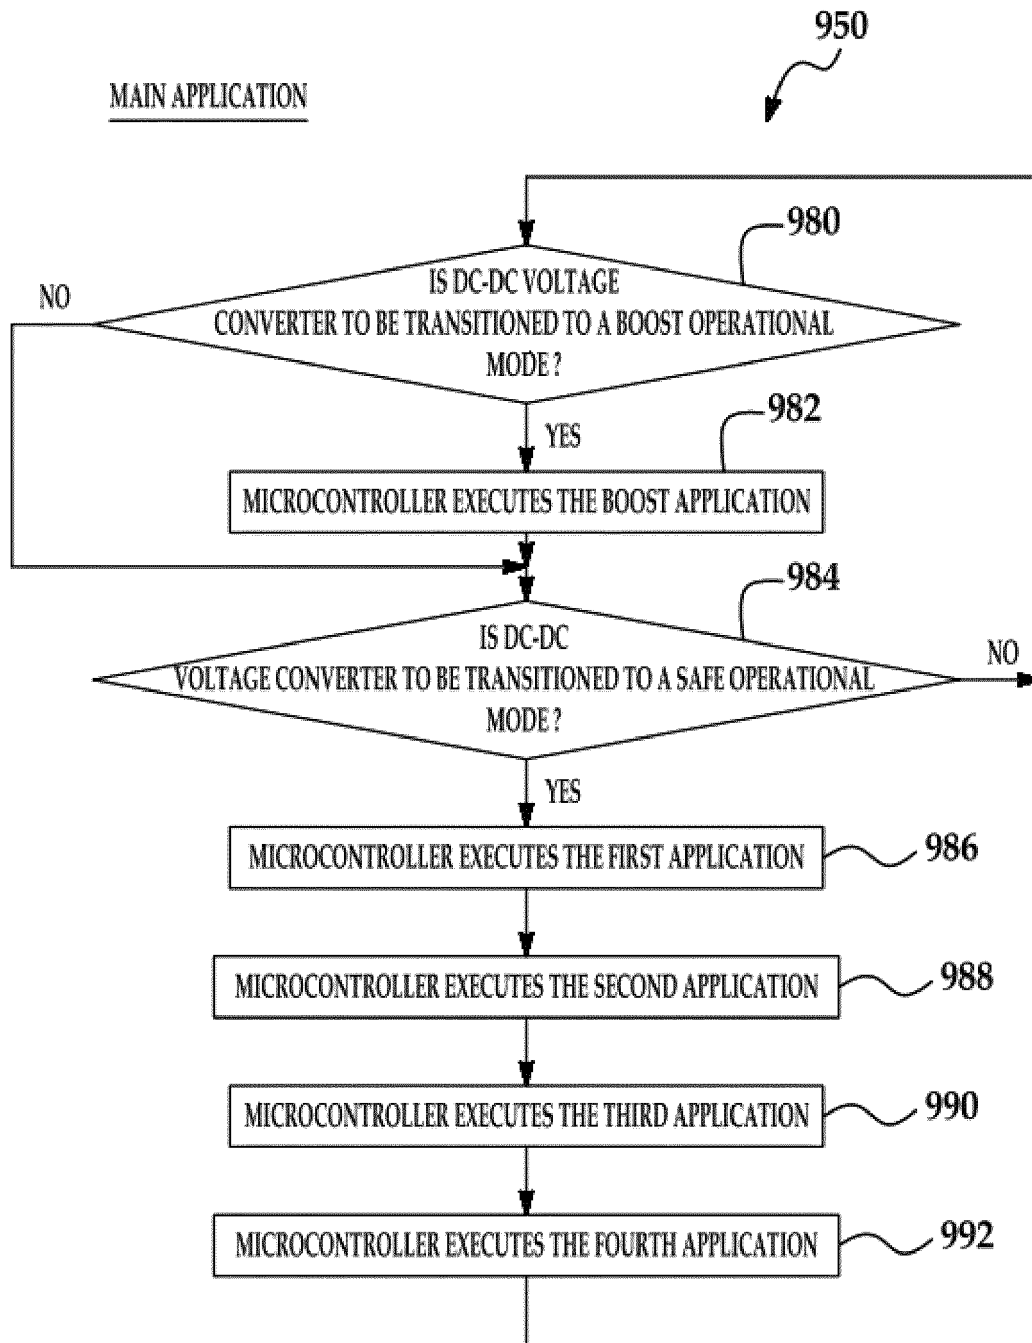 950
MAIN APPLICATION
980
IS DC-DC VOLTAGE
NO
CONVERTER TO BE TRANSITIONED TO A BOOST OPERATIONAL
MODE ?
982
YES
MICROCONTROLLER EXECUTES THE BOOST APPLICATION
984
IS DC-DC
NO
VOLTAGE CONVERTER TO BE TRANSITIONED TO A SAFE OPERATIONAL
MODE ?
YES
MICROCONTROLLER EXECUTES THE FIRST APPLICATION
986
MICROCONTROLLER EXECUTES THE SECOND APPLICATION
988
MICROCONTROLLER EXECUTES THE THIRD APPLICATION
990
MICROCONTROLLER EXECUTES THE FOURTH APPLICATION
992